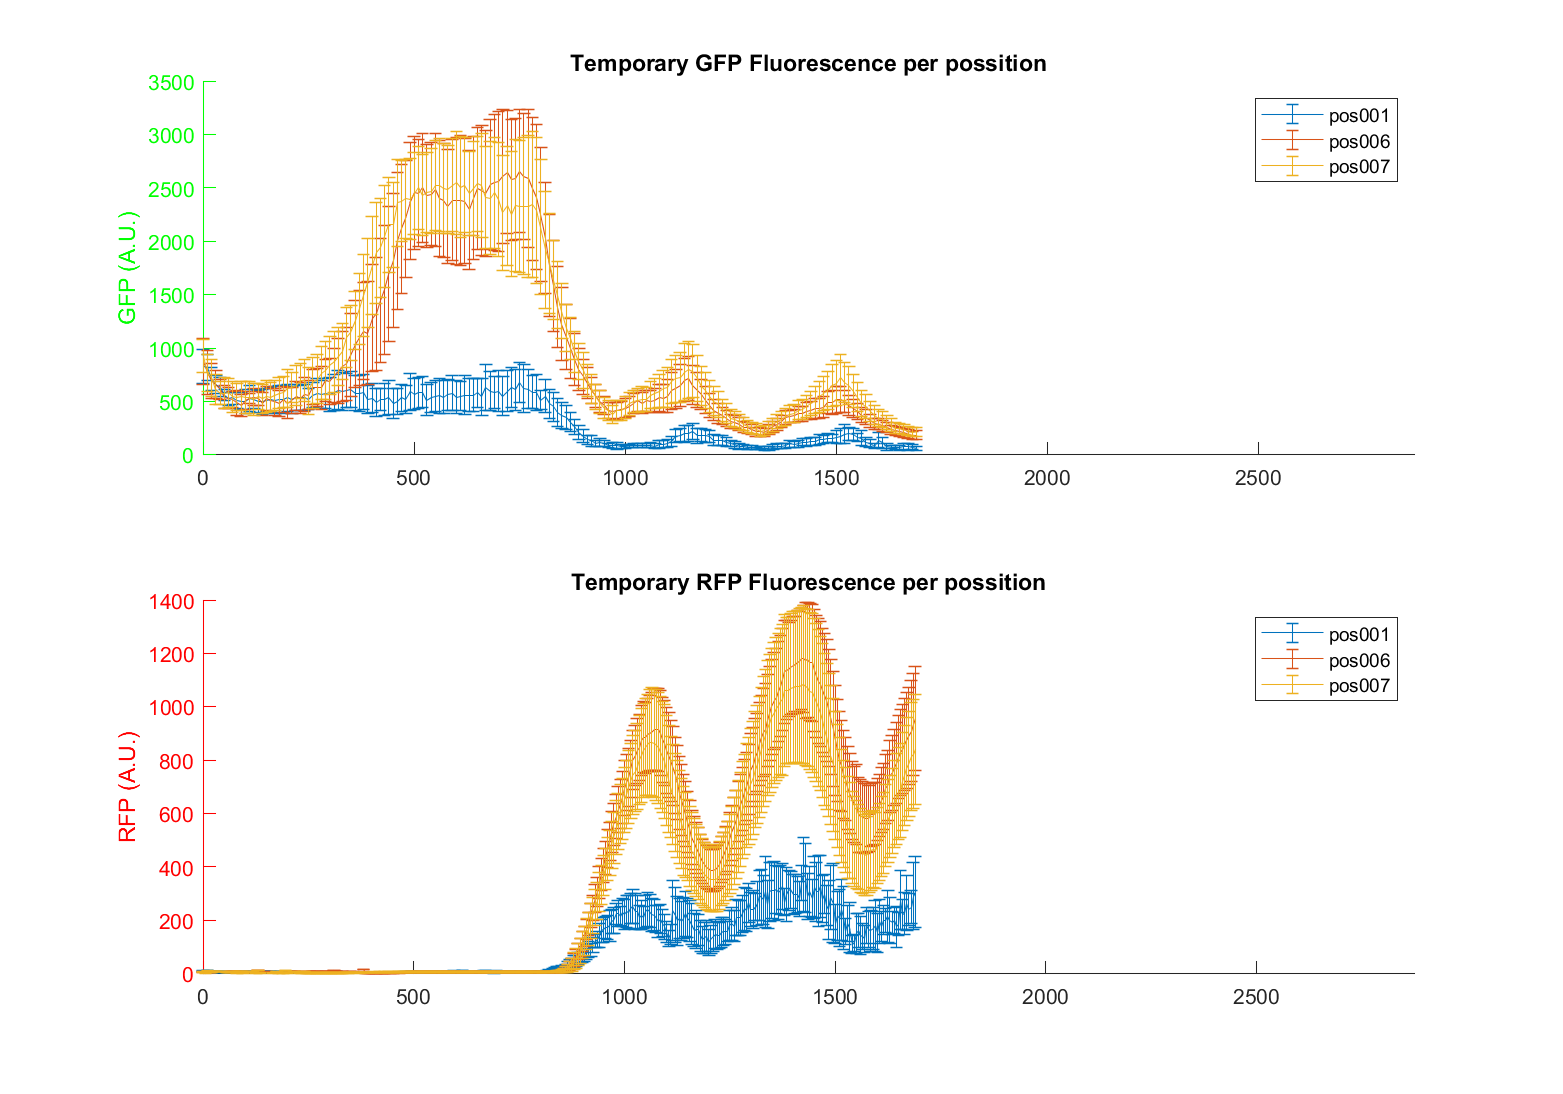 Temporary GFP Fluorescence per possition
GFP (A.U.)
3500
3000
2500
2000
1500
1000
500
0
0 500 1000 1500 2000 2500
pos001
pos006
pos007
Temporary RFP Fluorescence per possition
RFP (A.U.)
1400
1200
1000
800
600
400
200
0
0 500 1000 1500 2000 2500
pos001
pos006
pos007